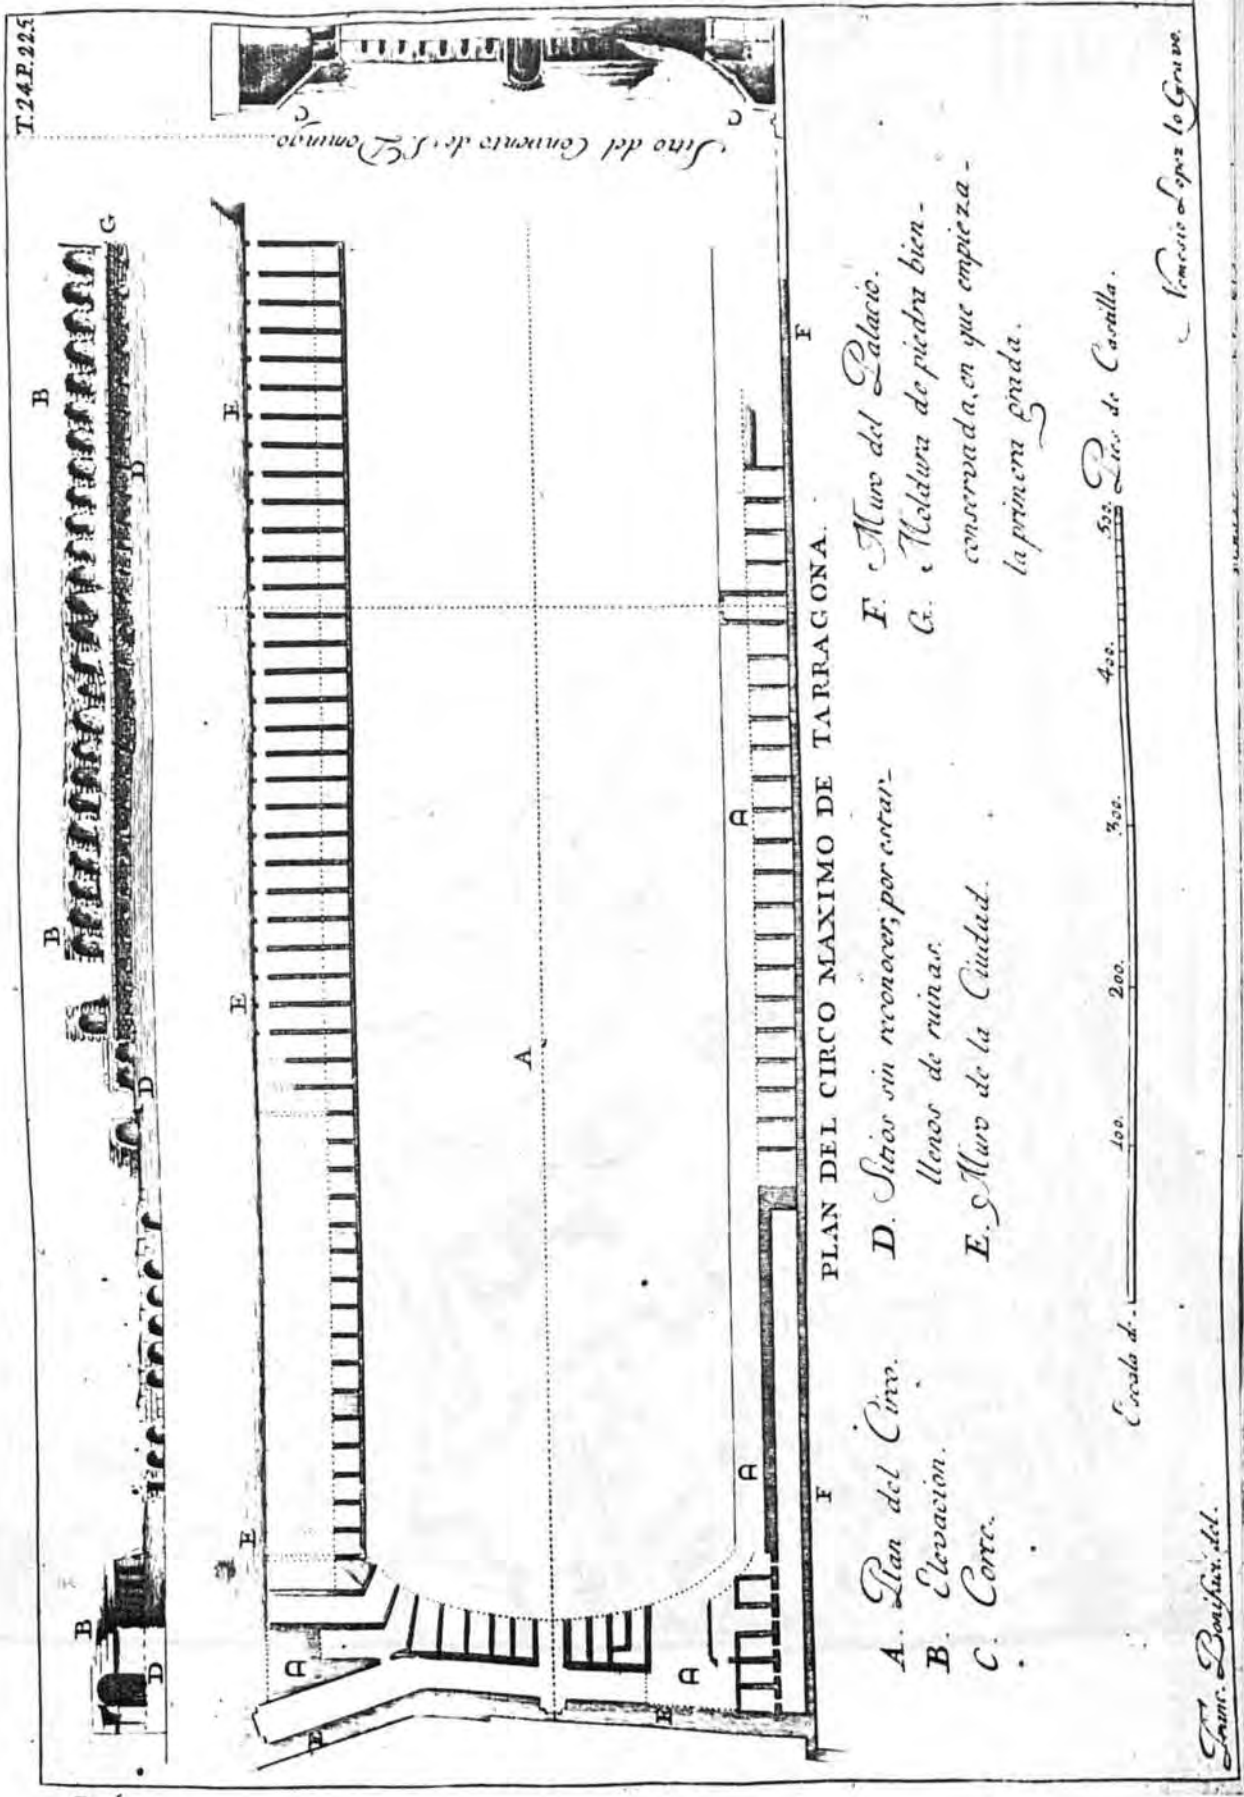 T. 24. P. 225.
B
B
B
G
D
D
D
E
E
E
E
E
F
F
A
A
A
A
A
C
C
Sitio del Convento de S. Domingo.
PLAN DEL CIRCO MAXIMO DE TARRAGONA.
A. Plan del Circo.
B. Elevacion.
C. Corte.
D. Sitios sin reconocer, por estar
llenos de ruinas.
E. Muro de la Ciudad.
F. Muro del Palacio.
G. Moldura de piedra bien
conservada, en que empieza
la primera grada.
Escala de
100. 200. 300. 400. 500. Pies de Castilla.
Franc. Bonifaz. del.
Nemesio Lopez lo Gravo.